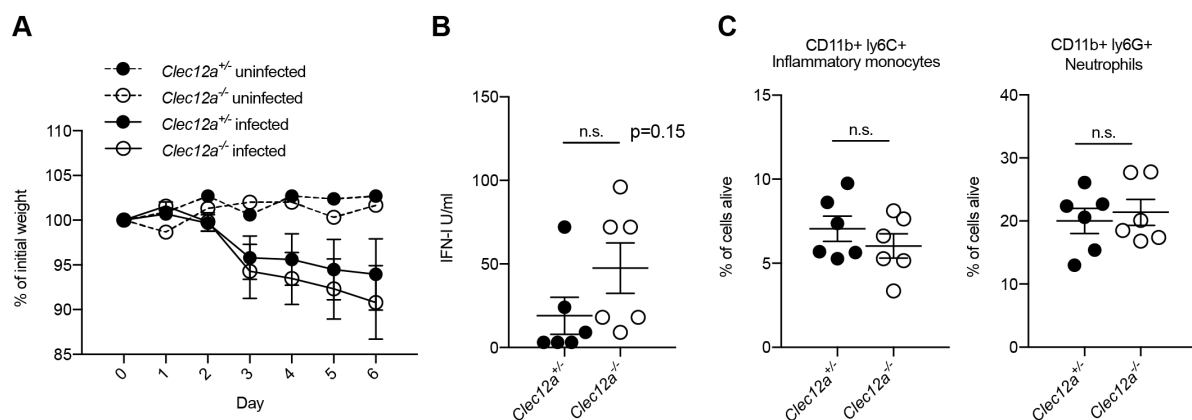 A
Clec12a+/- uninfected
Clec12a-/- uninfected
Clec12a+/- infected
Clec12a-/- infected
% of initial weight
110
105
100
95
90
85
0 1 2 3 4 5 6
Day
B
IFN-I U/ml
150
100
50
0
n.s. p=0.15
Clec12a+/- Clec12a-/-
C
CD11b+ ly6C+
Inflammatory monocytes
% of cells alive
15
10
5
0
n.s.
Clec12a+/- Clec12a-/-
CD11b+ ly6G+
Neutrophils
% of cells alive
40
30
20
10
0
n.s.
Clec12a+/- Clec12a-/-